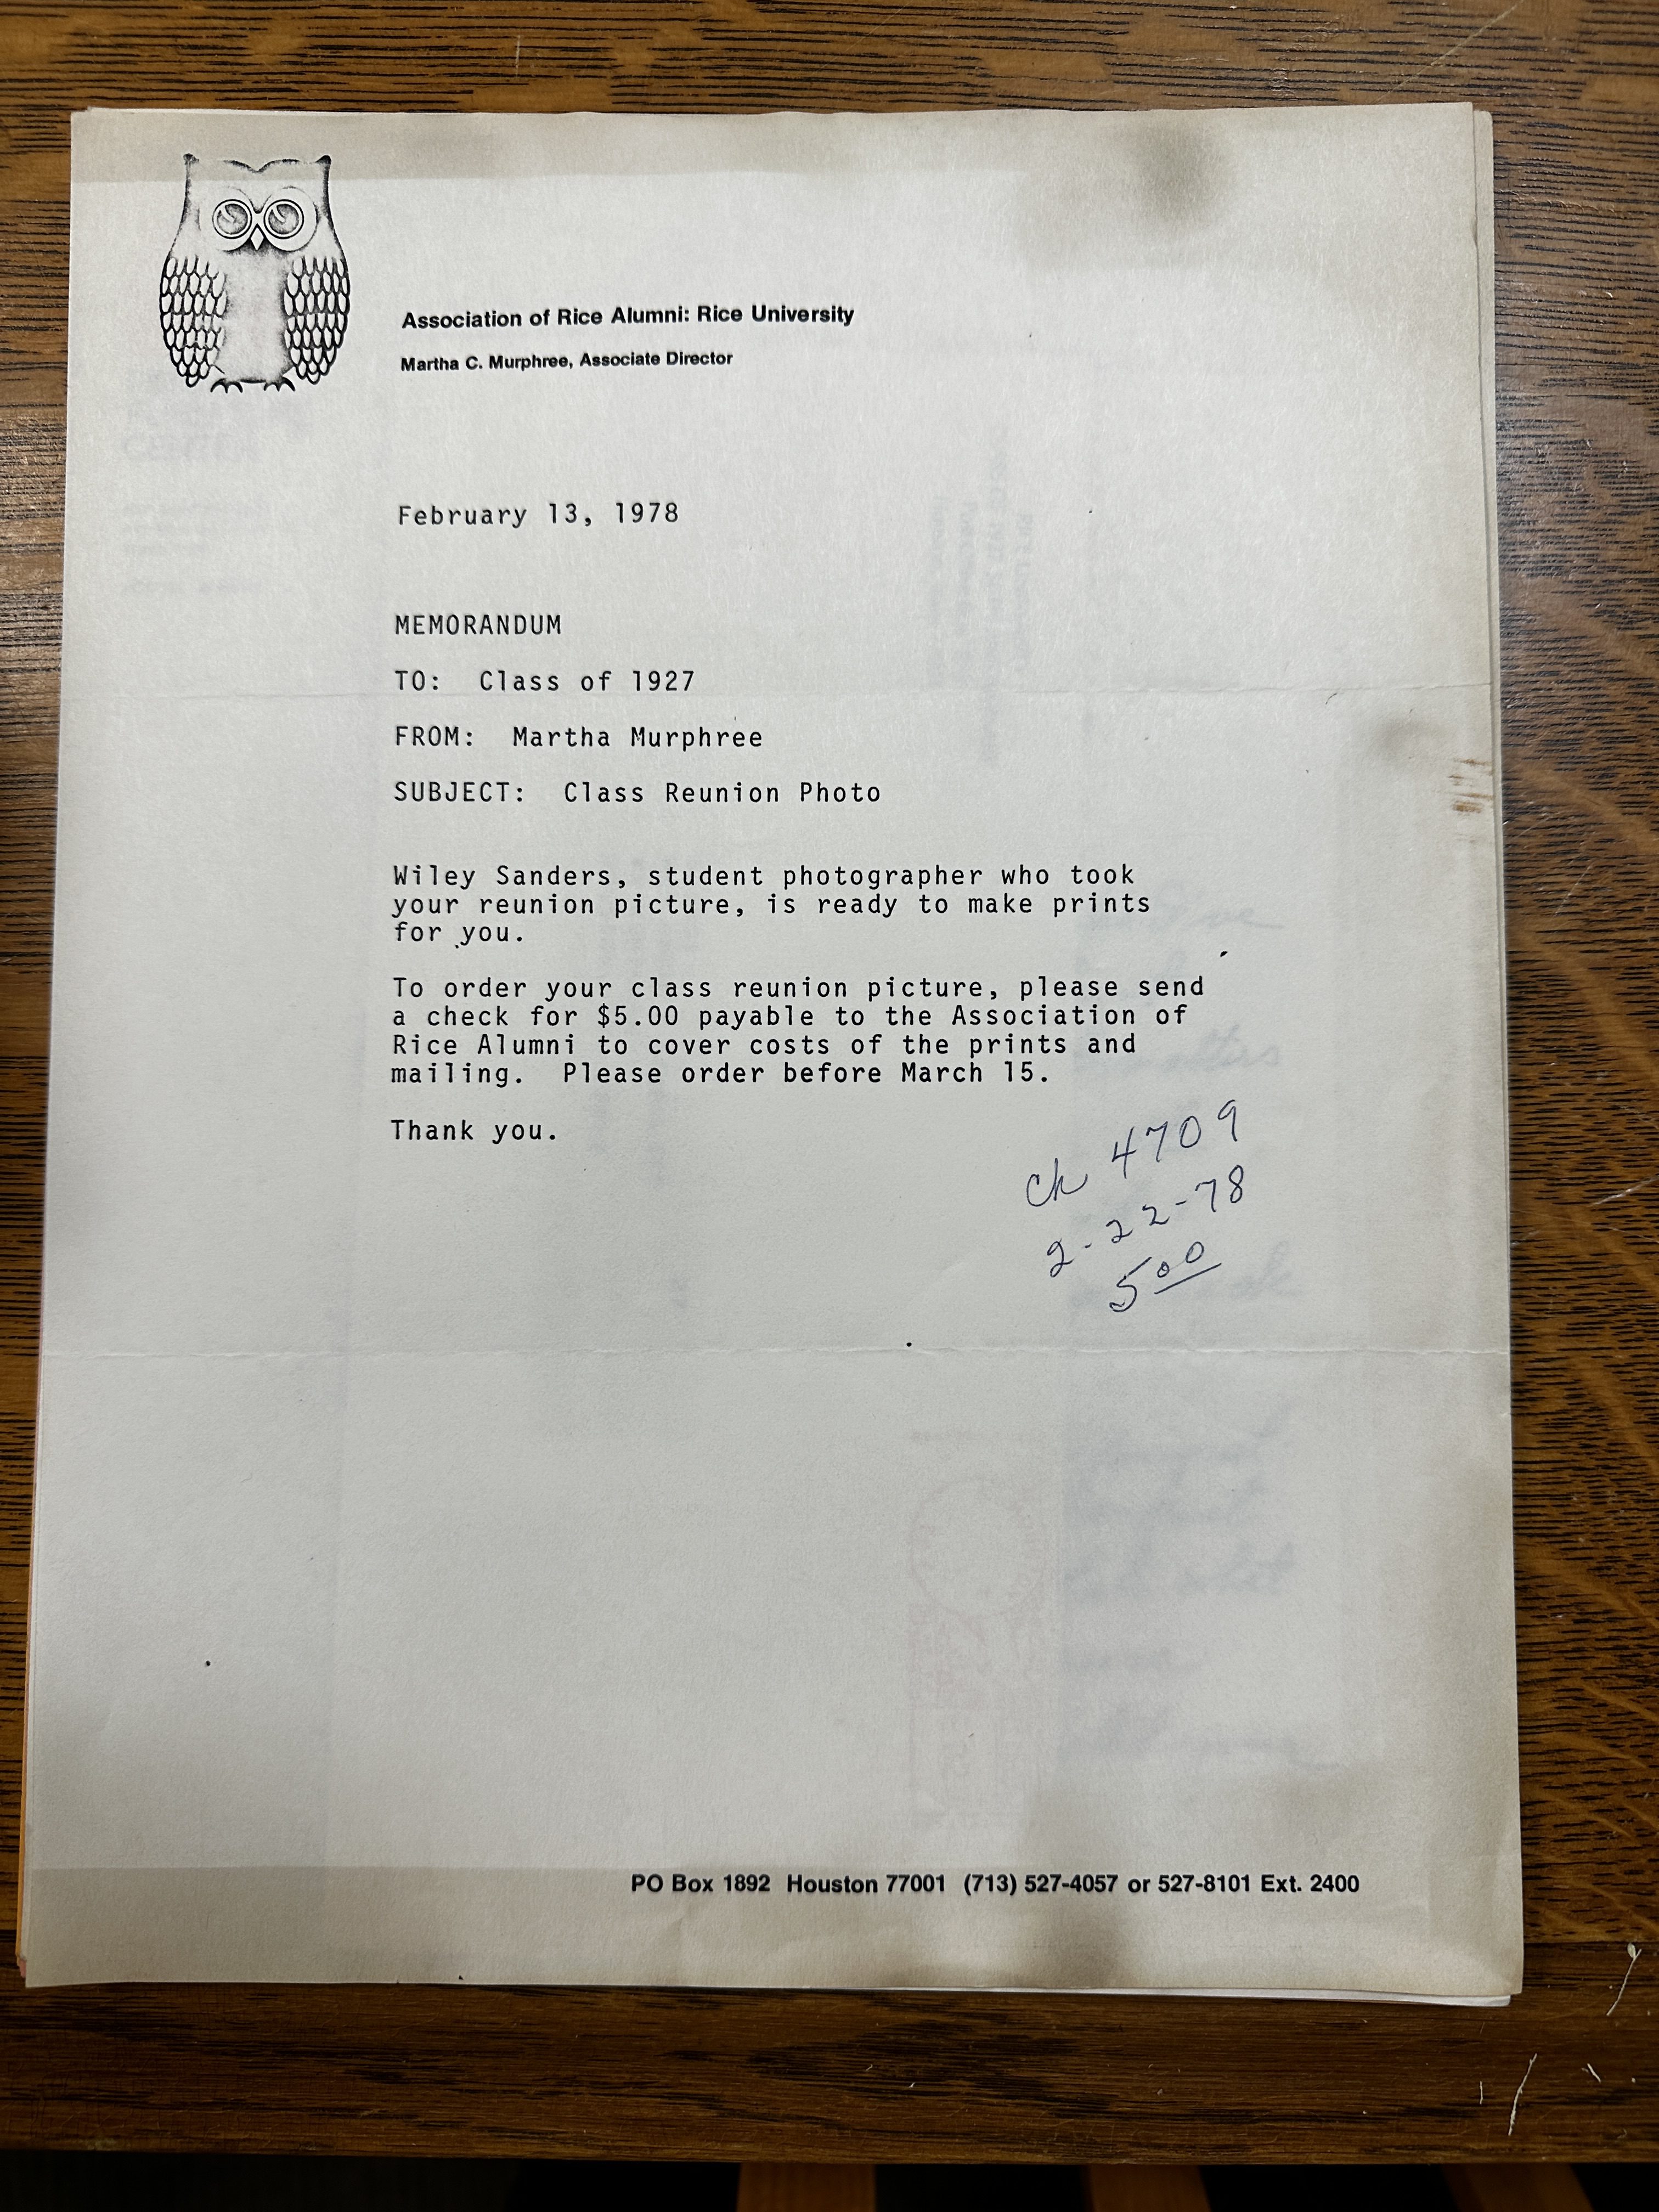 Association of Rice Alumni: Rice University
Martha C. Murphree, Associate Director
February 13, 1978
MEMORANDUM
TO: Class of 1927
FROM: Martha Murphree
SUBJECT: Class Reunion Photo
Wiley Sanders, student photographer who took
your reunion picture, is ready to make prints
for you.
To order your class reunion picture, please send
a check for $5.00 payable to the Association of
Rice Alumni to cover costs of the prints and
mailing. Please order before March 15.
Thank you.
ck 4709
2-22-78
5 00
PO Box 1892 Houston 77001 (713) 527-4057 or 527-8101 Ext. 2400